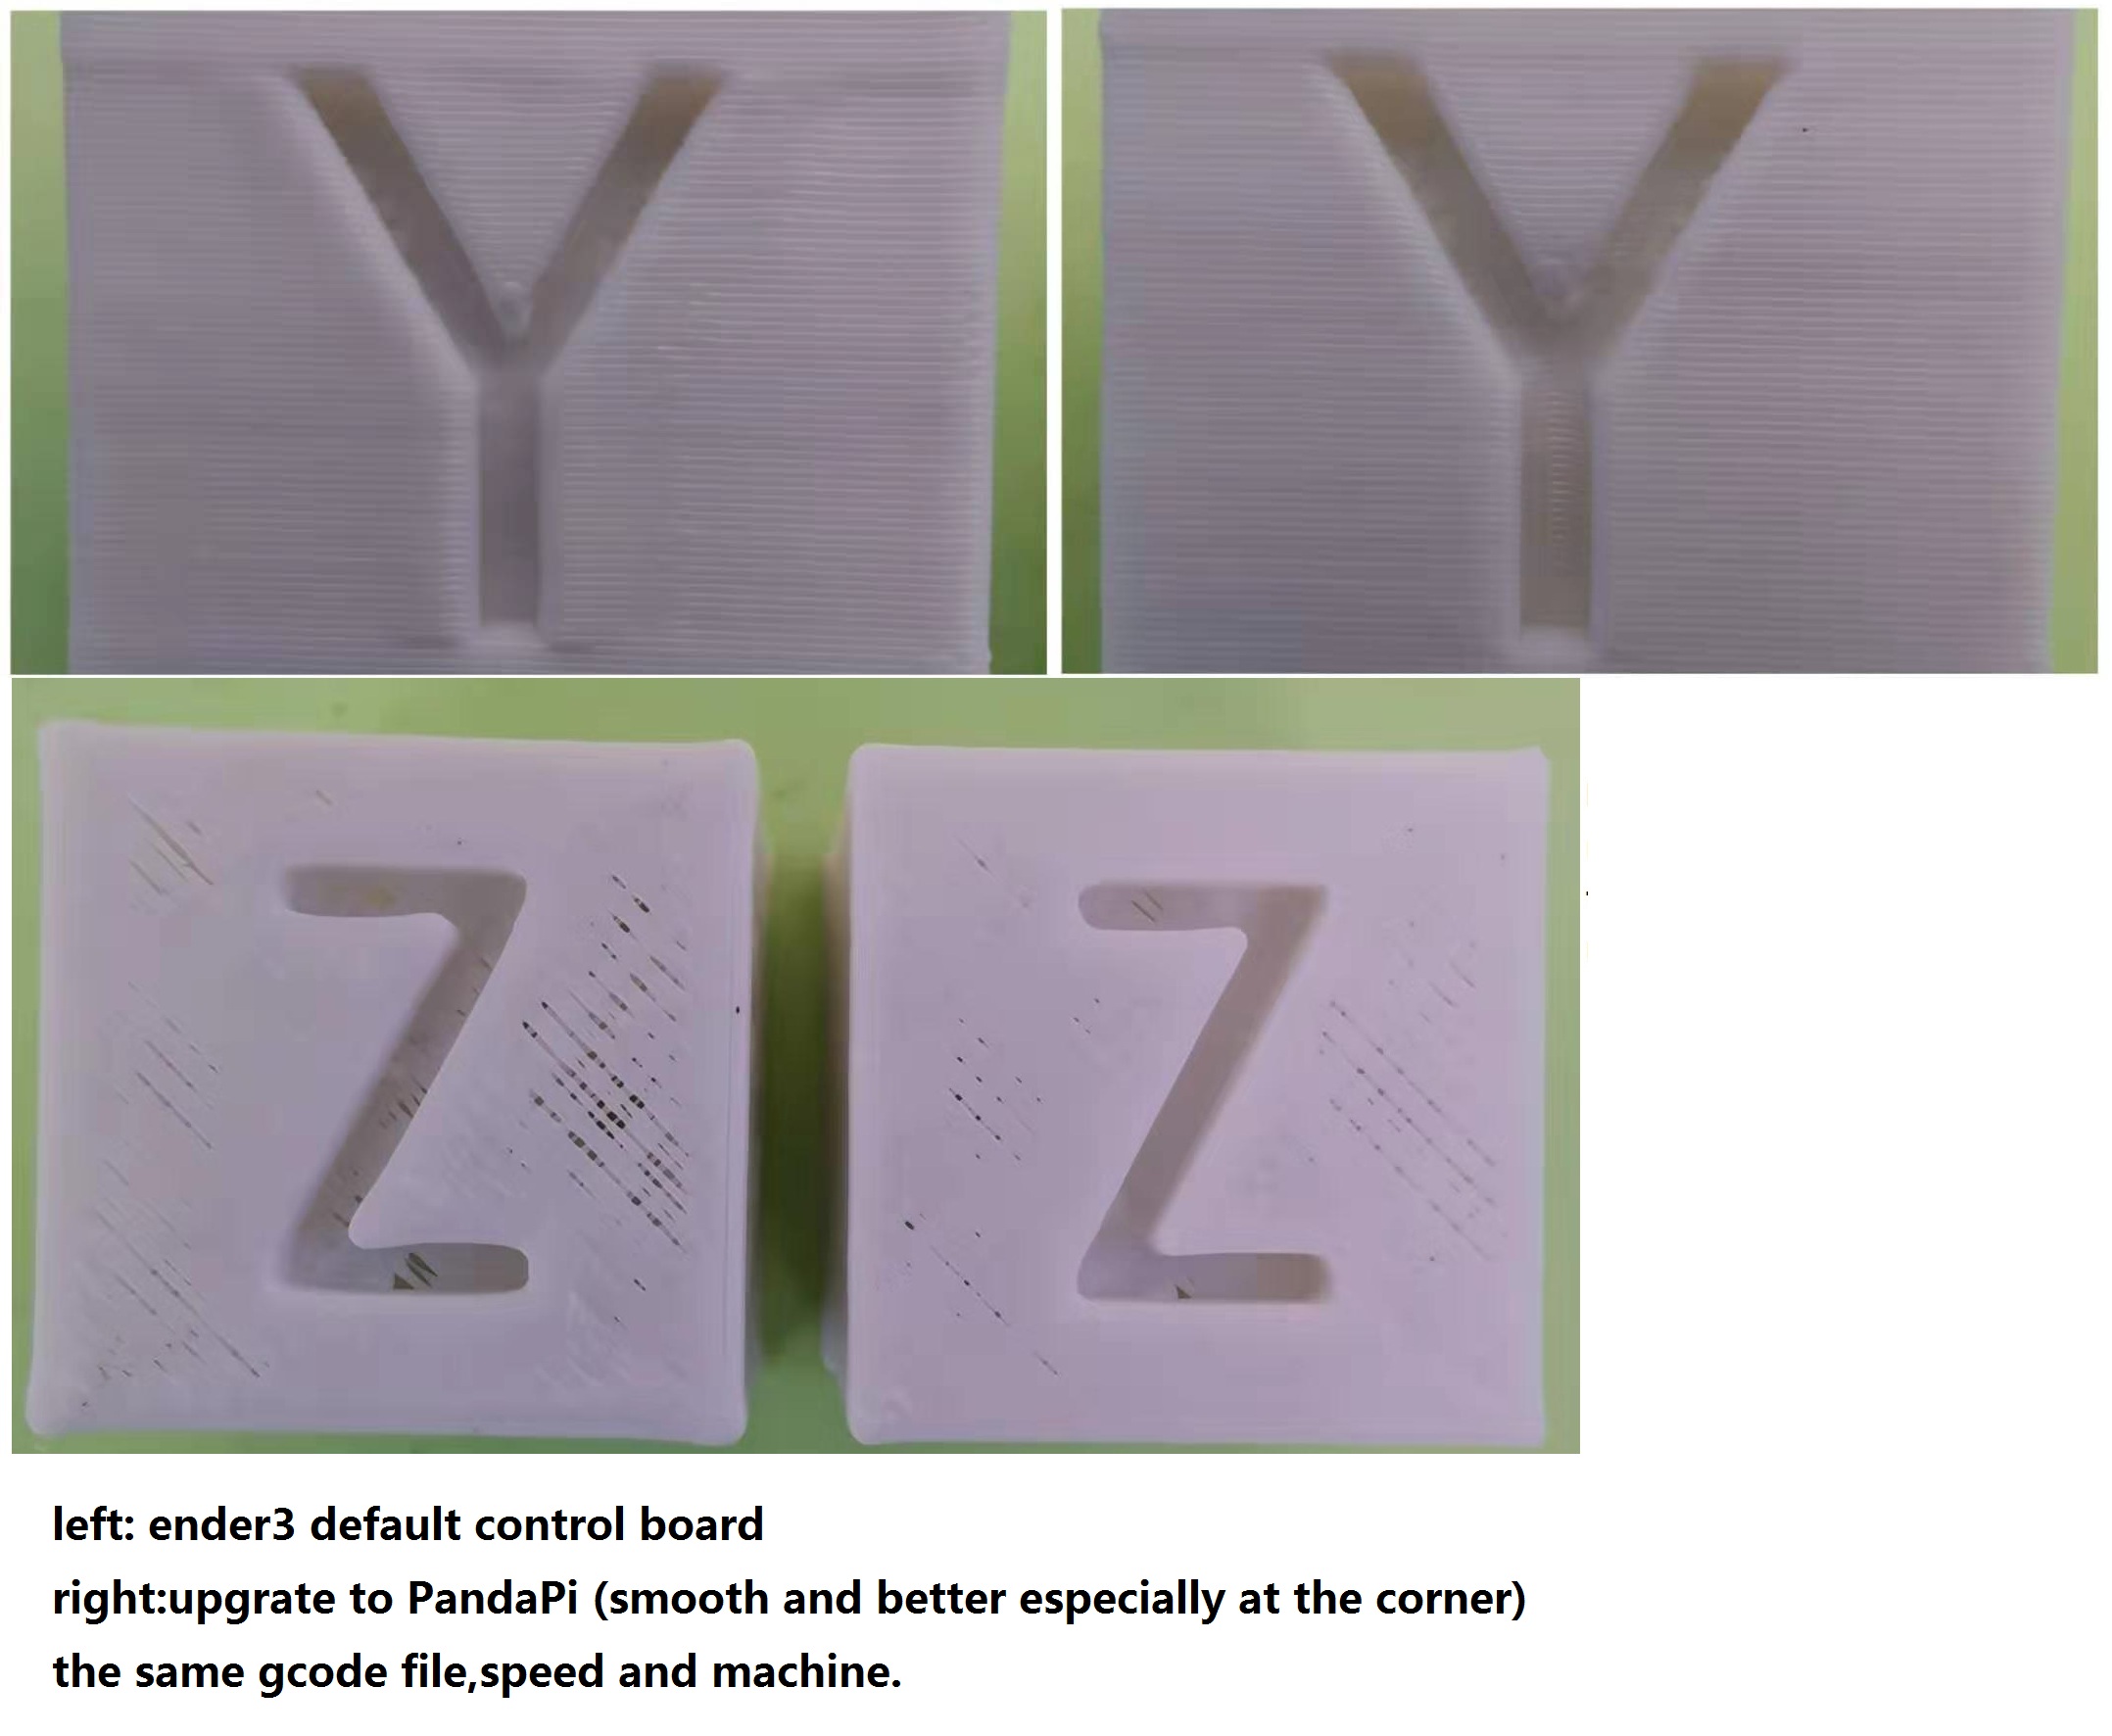 Y Y
Z Z
left: ender3 default control board
right:upgrate to PandaPi (smooth and better especially at the corner)
the same gcode file,speed and machine.